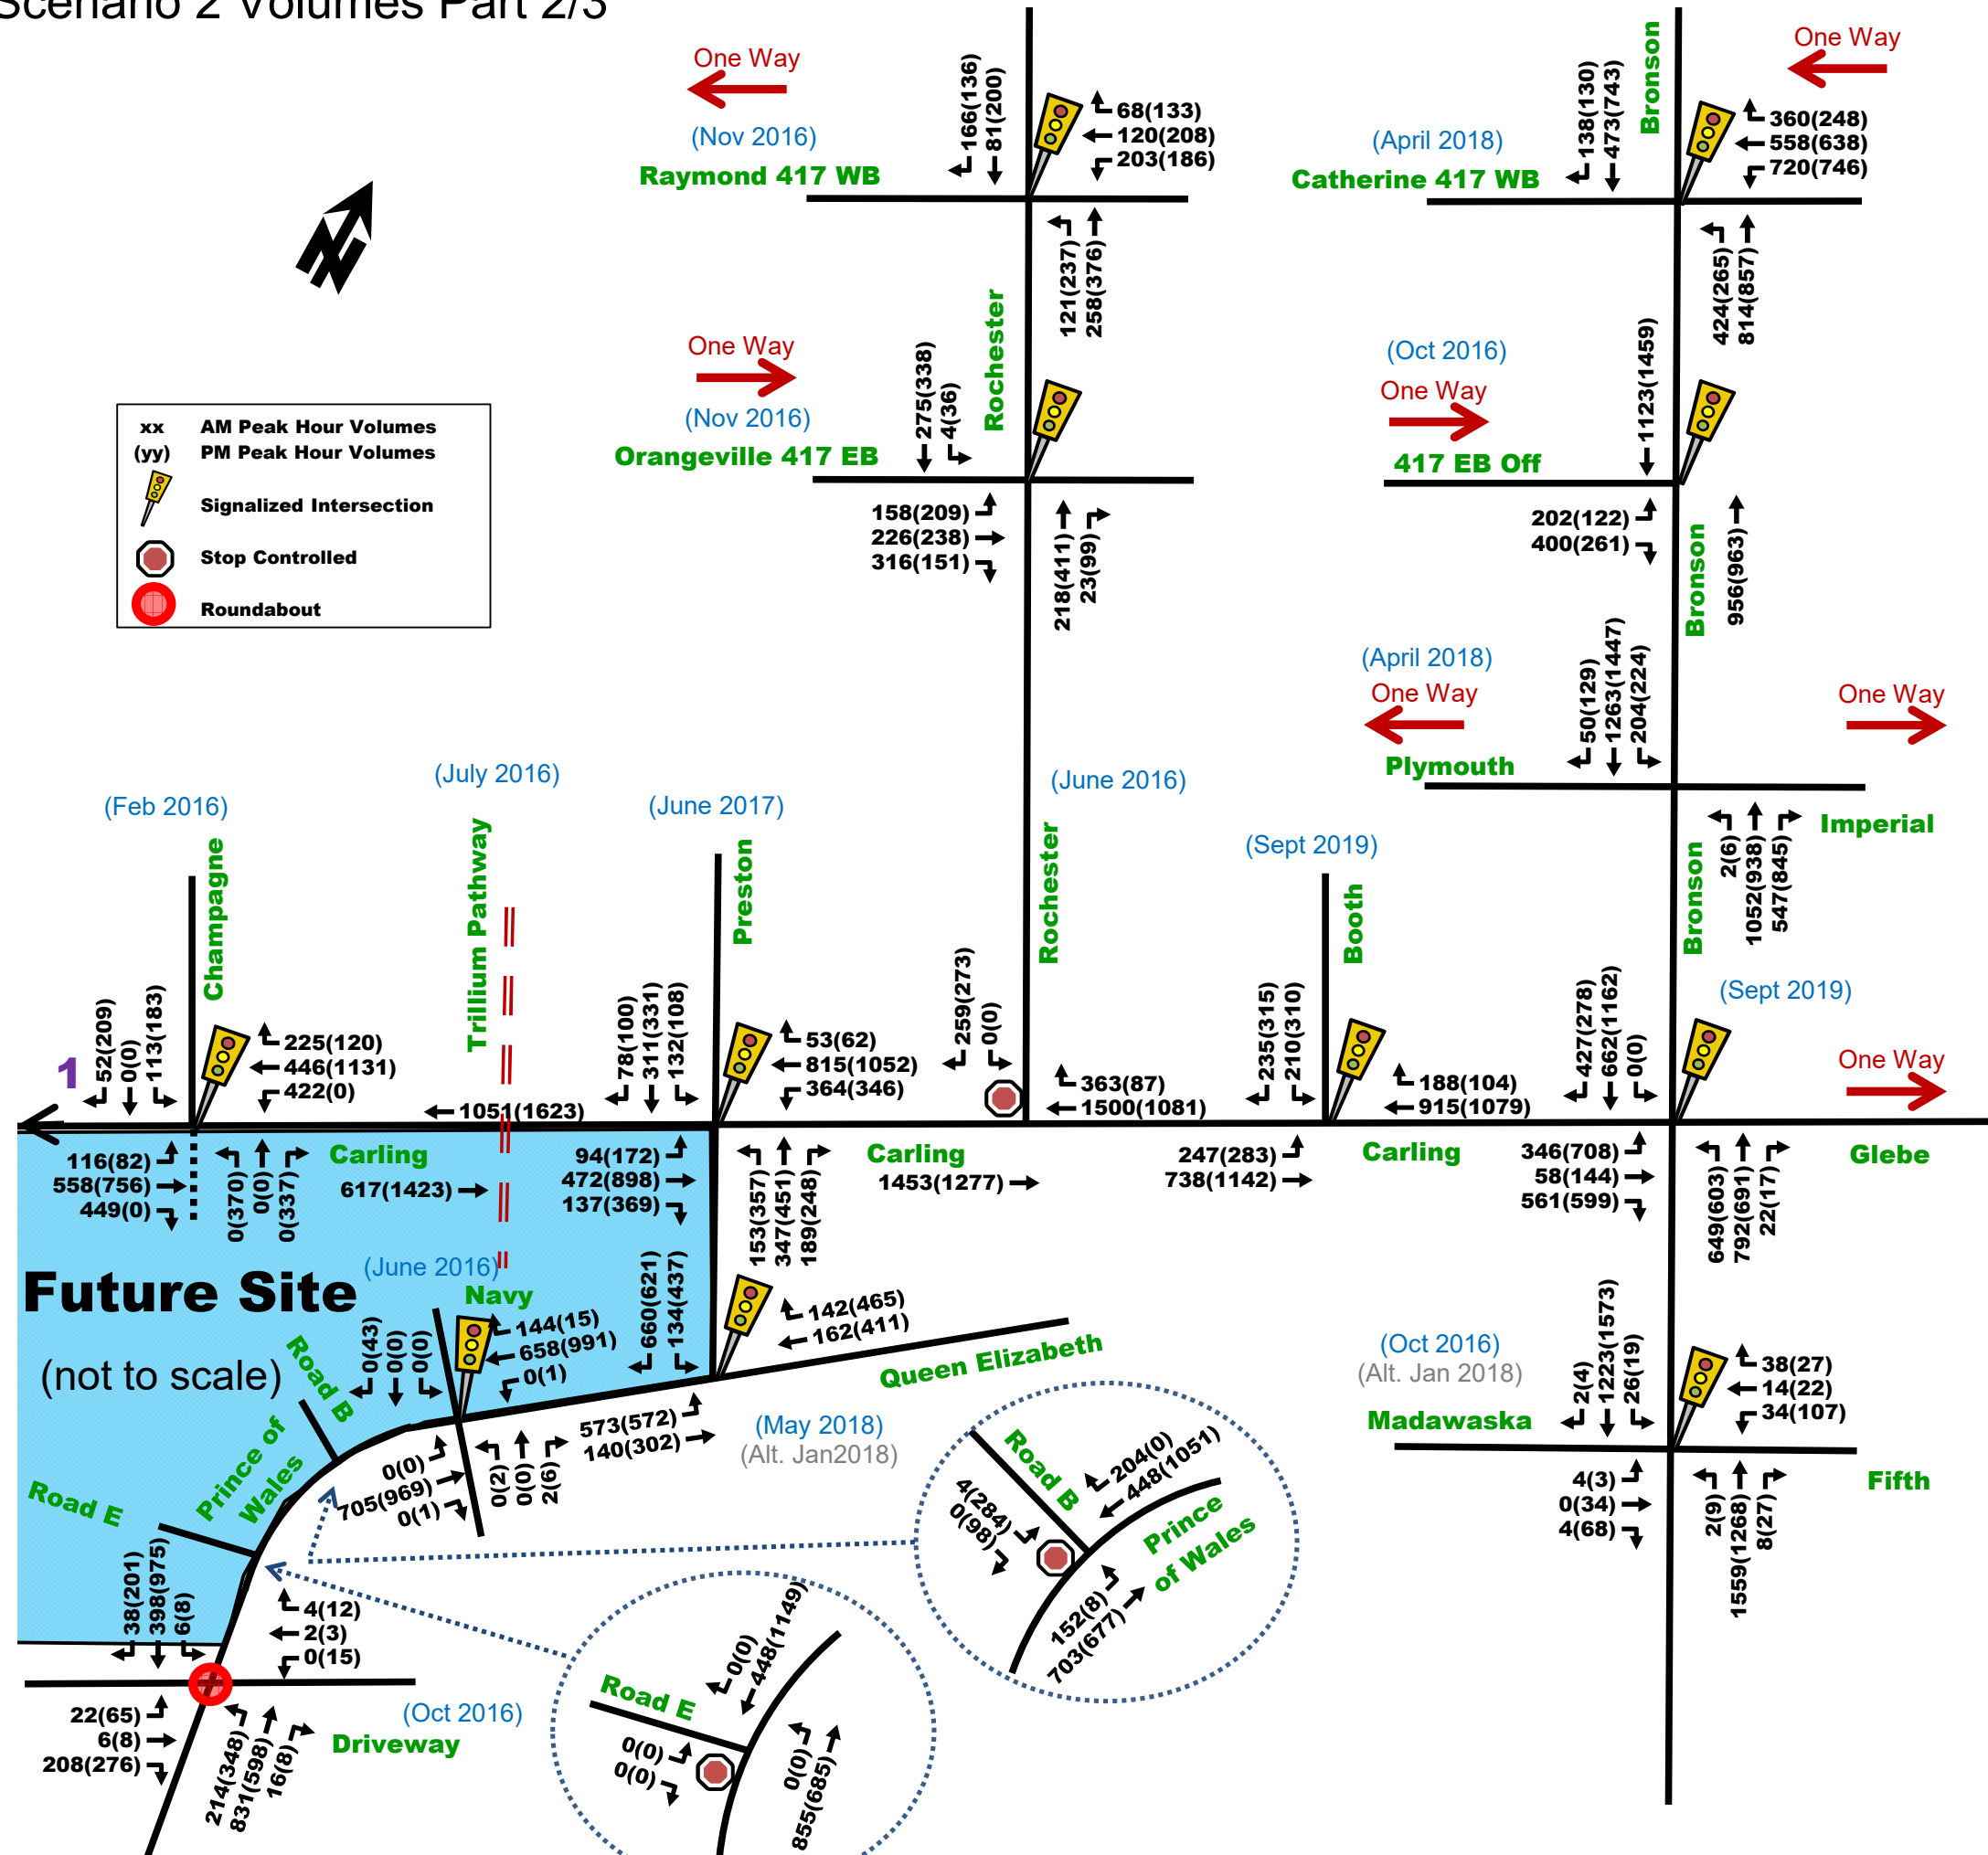 Scenario 2 Volumes Part 2/3
One Way
(Nov 2016)
Raymond 417 WB
166(136)
81(200)
68(133)
120(208)
203(186)
121(237)
258(376)
Rochester
One Way
(Nov 2016)
Orangeville 417 EB
275(338)
4(36)
158(209)
226(238)
316(151)
218(411)
23(99)
One Way
Bronson
(April 2018)
Catherine 417 WB
138(130)
473(743)
360(248)
558(638)
720(746)
424(265)
814(857)
(Oct 2016)
One Way
417 EB Off
1123(1459)
202(122)
400(261)
Bronson
956(963)
(April 2018)
One Way
Plymouth
50(129)
1263(1447)
204(224)
One Way
Imperial
2(6)
1052(938)
547(845)
xx AM Peak Hour Volumes
(yy) PM Peak Hour Volumes
Signalized Intersection
Stop Controlled
Roundabout
(Feb 2016)
Champagne
1
52(209)
0(0)
113(183)
225(120)
446(1131)
422(0)
116(82)
558(756)
449(0)
0(370)
0(0)
0(337)
(July 2016)
Trillium Pathway
1051(1623)
Carling
617(1423)
(June 2017)
Preston
78(100)
311(331)
132(108)
53(62)
815(1052)
364(346)
94(172)
472(898)
137(369)
153(357)
347(451)
189(248)
(June 2016)
Rochester
259(273)
0(0)
363(87)
1500(1081)
Carling
1453(1277)
(Sept 2019)
Booth
235(315)
210(310)
188(104)
915(1079)
247(283)
738(1142)
Carling
Bronson
(Sept 2019)
One Way
427(278)
662(1162)
0(0)
346(708)
58(144)
561(599)
649(603)
792(691)
22(17)
Glebe
Future Site
(not to scale)
(June 2016)
Navy
0(43)
0(0)
0(0)
144(15)
658(991)
0(1)
0(0)
705(969)
0(1)
0(2)
0(0)
2(6)
660(621)
134(437)
142(465)
162(411)
573(572)
140(302)
Queen Elizabeth
(May 2018)
(Alt. Jan2018)
(Oct 2016)
(Alt. Jan 2018)
Madawaska
2(4)
1223(1573)
26(19)
38(27)
14(22)
34(107)
4(3)
0(34)
4(68)
2(9)
1559(1268)
8(27)
Fifth
Road B
Prince of
Wales
Road E
38(201)
398(975)
6(8)
4(12)
2(3)
0(15)
22(65)
6(8)
208(276)
214(348)
831(598)
16(8)
(Oct 2016)
Driveway
Road E
0(0)
448(1149)
0(0)
0(0)
0(0)
855(685)
Road B
204(0)
448(1051)
4(284)
0(98)
152(8)
703(677)
Prince
of Wales